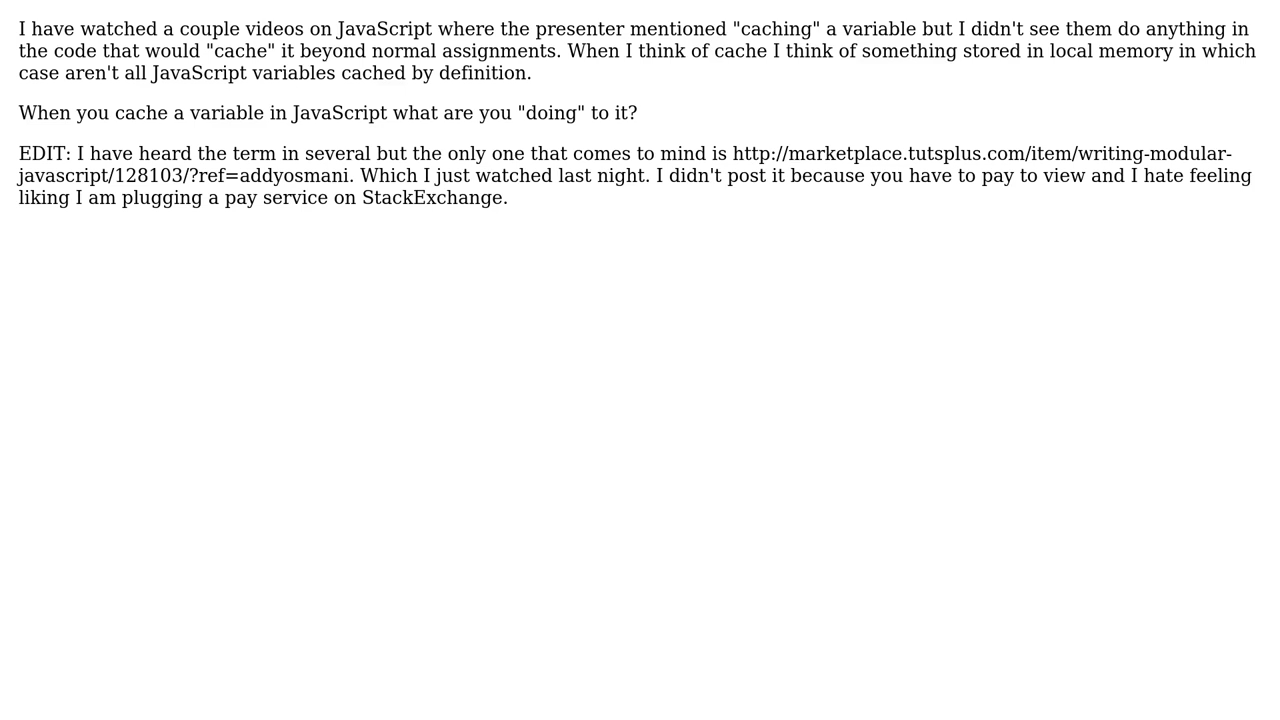 I have watched a couple videos on JavaScript where the presenter mentioned "caching" a variable but I didn't see them do anything in
the code that would "cache" it beyond normal assignments. When I think of cache I think of something stored in local memory in which
case aren't all JavaScript variables cached by definition.
When you cache a variable in JavaScript what are you "doing" to it?
EDIT: I have heard the term in several but the only one that comes to mind is http://marketplace.tutsplus.com/item/writing-modular-
javascript/128103/?ref=addyosmani. Which I just watched last night. I didn't post it because you have to pay to view and I hate feeling
liking I am plugging a pay service on StackExchange.